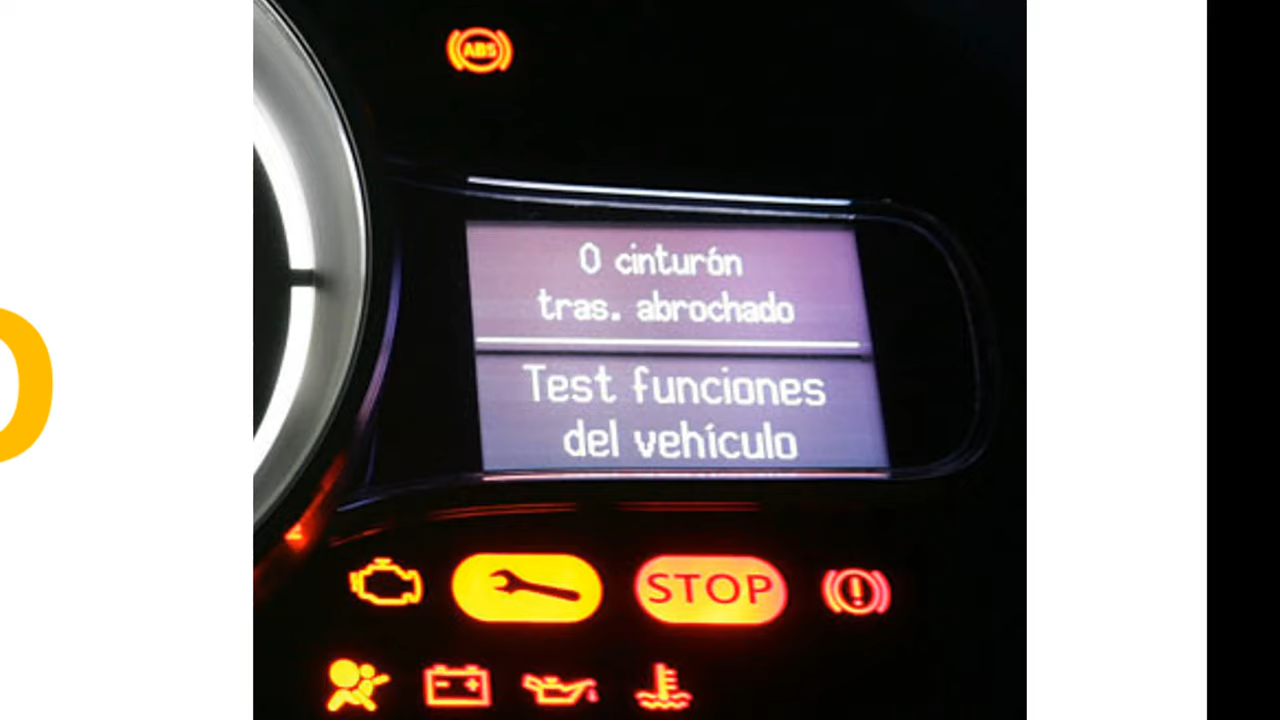 ABS
0 cinturón
tras. abrochado
Test funciones
del vehículo
STOP